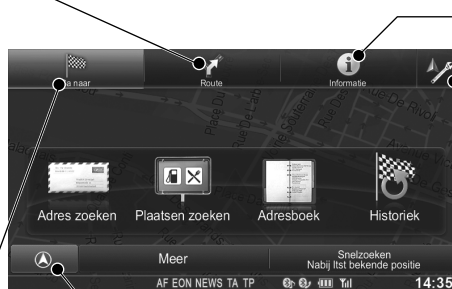 a naar
Route
Informatie
Adres zoeken
Plaatsen zoeken
Adresboek
Historiek
Meer
Snelzoeken
Nabij ltst bekende positie
AF EON NEWS TA TP
14:35